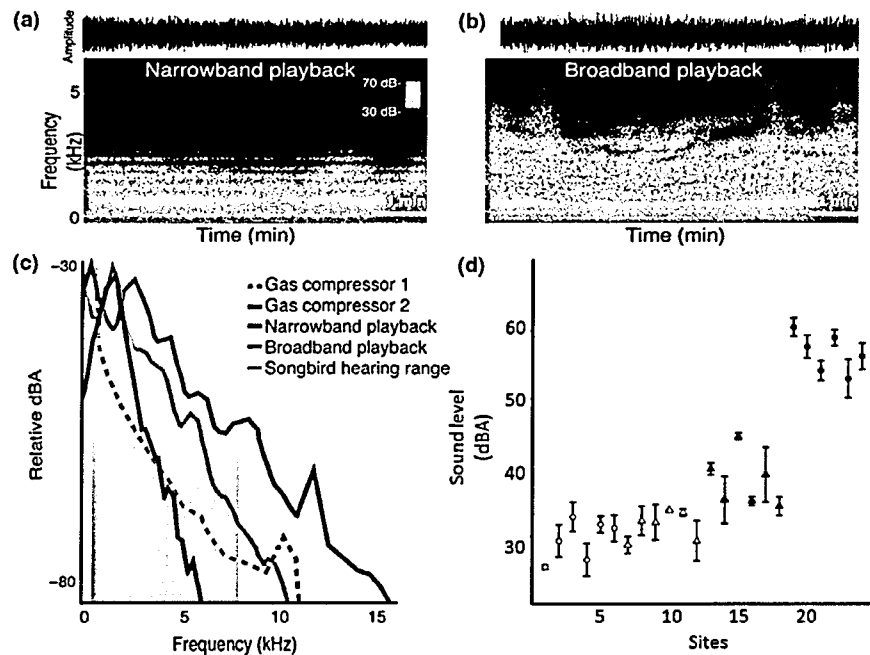 (a)
Amplitude
Narrowband playback
70 dB-
30 dB-
5
0
Frequency
(kHz)
1 min
Time (min)
(b)
Broadband playback
1 min
Time (min)
(c)
-30
-80
Relative dBA
Gas compressor 1
Gas compressor 2
Narrowband playback
Broadband playback
Songbird hearing range
0
5
10
15
Frequency (kHz)
(d)
60
50
40
30
Sound level
(dBA)
5
10
15
20
Sites